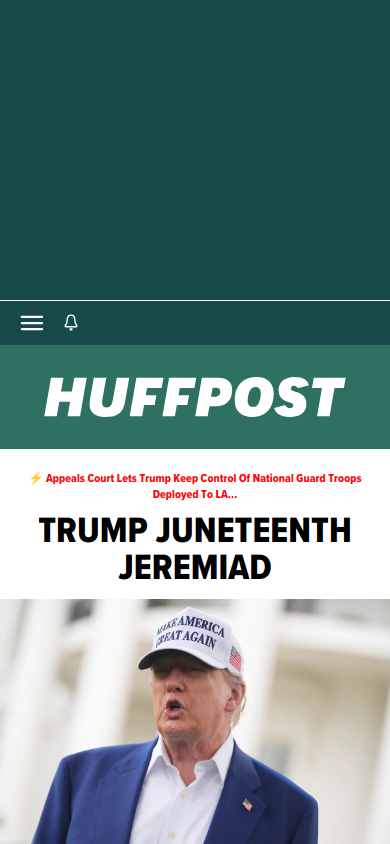 HUFFPOST
⚡ Appeals Court Lets Trump Keep Control Of National Guard Troops
Deployed To LA...
TRUMP JUNETEENTH
JEREMIAD
MAKE AMERICA
GREAT AGAIN